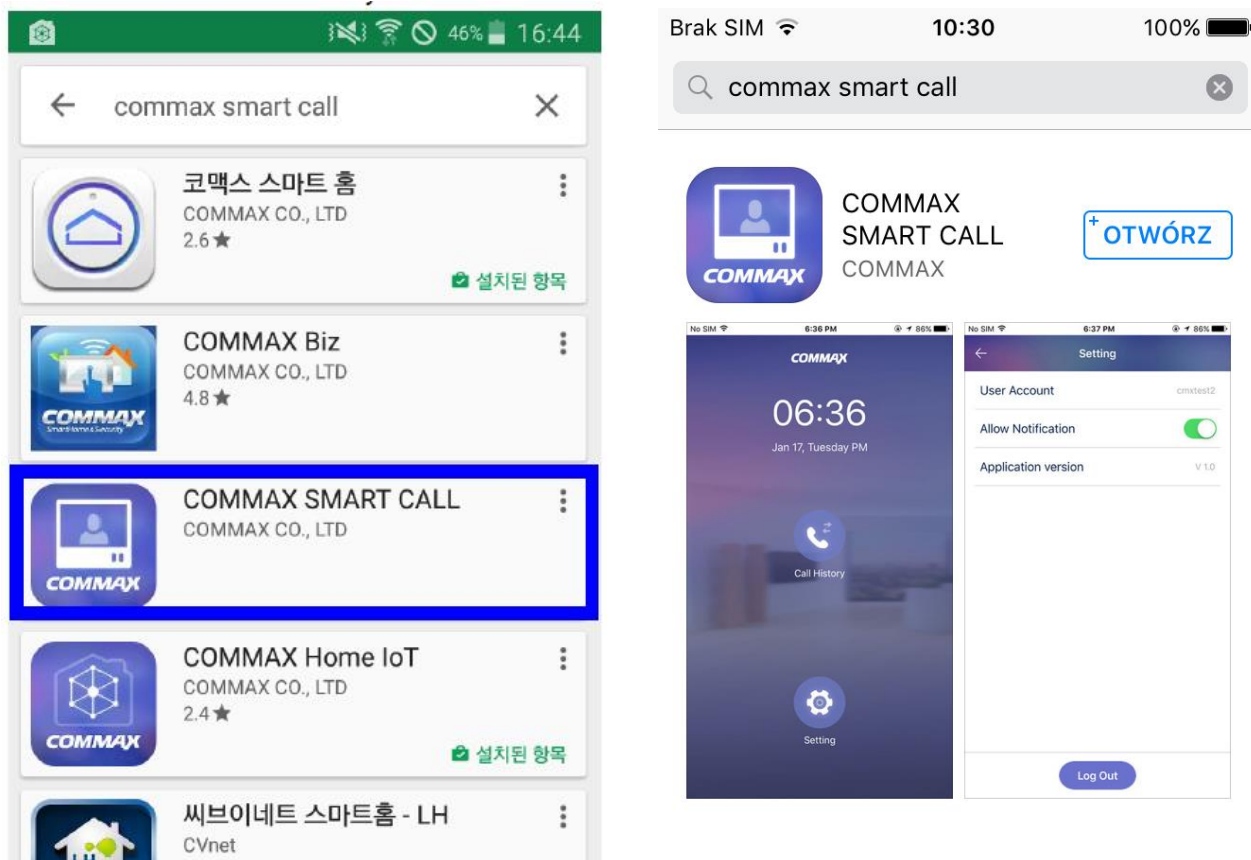 46% 16:44
commax smart call
코맥스 스마트 홈
COMMAX CO., LTD
2.6★
설치된 항목
COMMAX Biz
COMMAX CO., LTD
4.8★
COMMAX
Smart Home & Security
COMMAX SMART CALL
COMMAX CO., LTD
COMMAX
COMMAX Home IoT
COMMAX CO., LTD
2.4★
COMMAX
설치된 항목
씨브이네트 스마트홈 - LH
CVnet
Brak SIM 10:30 100%
commax smart call
COMMAX
SMART CALL
COMMAX
COMMAX
+ OTWÓRZ
No SIM 6:36 PM 86%
COMMAX
06:36
Jan 17, Tuesday PM
Call History
Setting
No SIM 6:37 PM 86%
Setting
User Account cmxtest2
Allow Notification
Application version V 1.0
Log Out